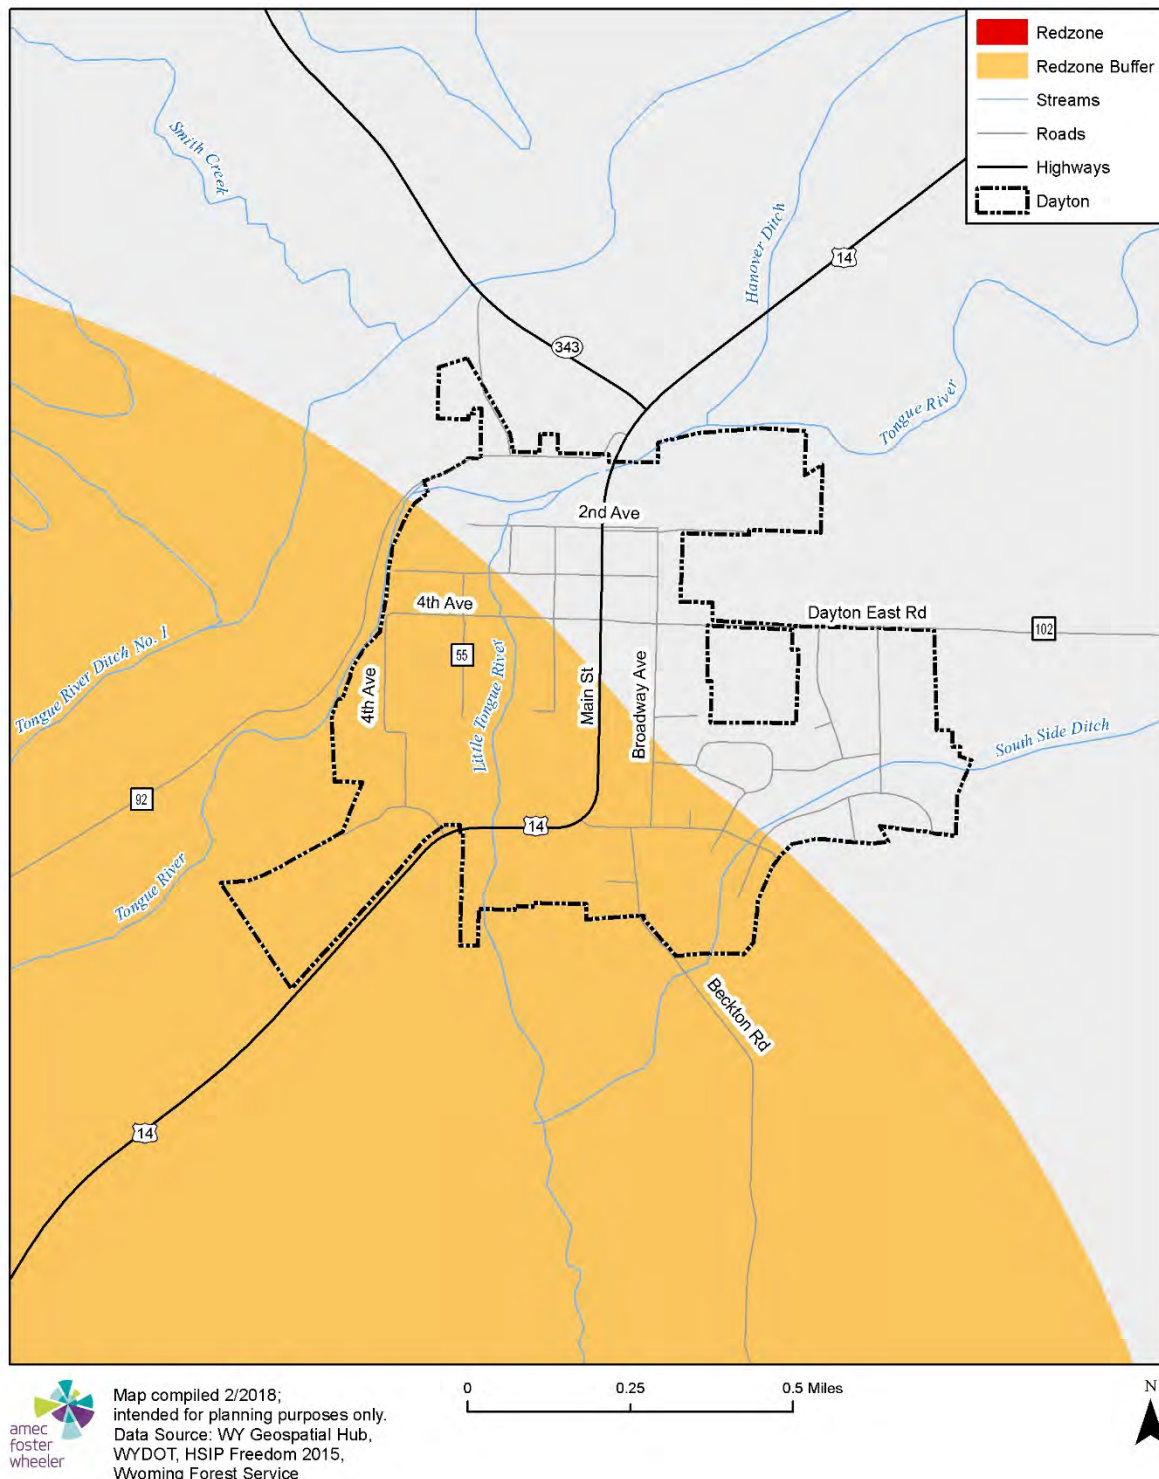 Redzone
Redzone Buffer
Streams
Roads
Highways
Dayton
Smith Creek
Hanover Ditch
14
343
Tongue River
2nd Ave
4th Ave
Dayton East Rd
102
55
Tongue River Ditch No. 1
4th Ave
Little Tongue River
Main St
Broadway Ave
South Side Ditch
92
14
Tongue River
Beckton Rd
14
0 0.25 0.5 Miles
N
amec
foster
wheeler
Map compiled 2/2018;
intended for planning purposes only.
Data Source: WY Geospatial Hub,
WYDOT, HSIP Freedom 2015,
Wyoming Forest Service